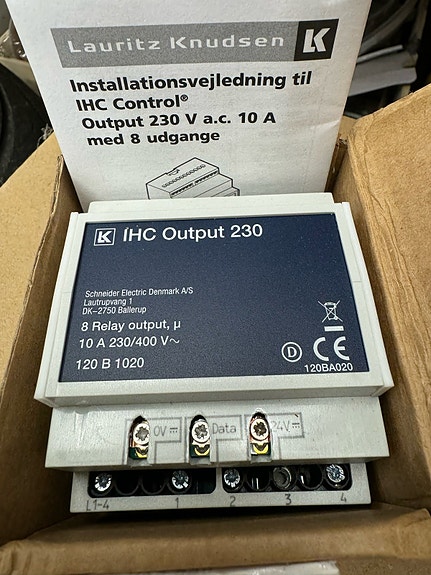 Lauritz Knudsen LK
Installationsvejledning til
IHC Control®
Output 230 V a.c. 10 A
med 8 udgange
LK IHC Output 230
Schneider Electric Denmark A/S
Lautrupvang 1
DK-2750 Ballerup
8 Relay output, µ
10 A 230/400 V~
120 B 1020
D CE
120BA020
0V Data 24V
L1-4 1 2 3 4